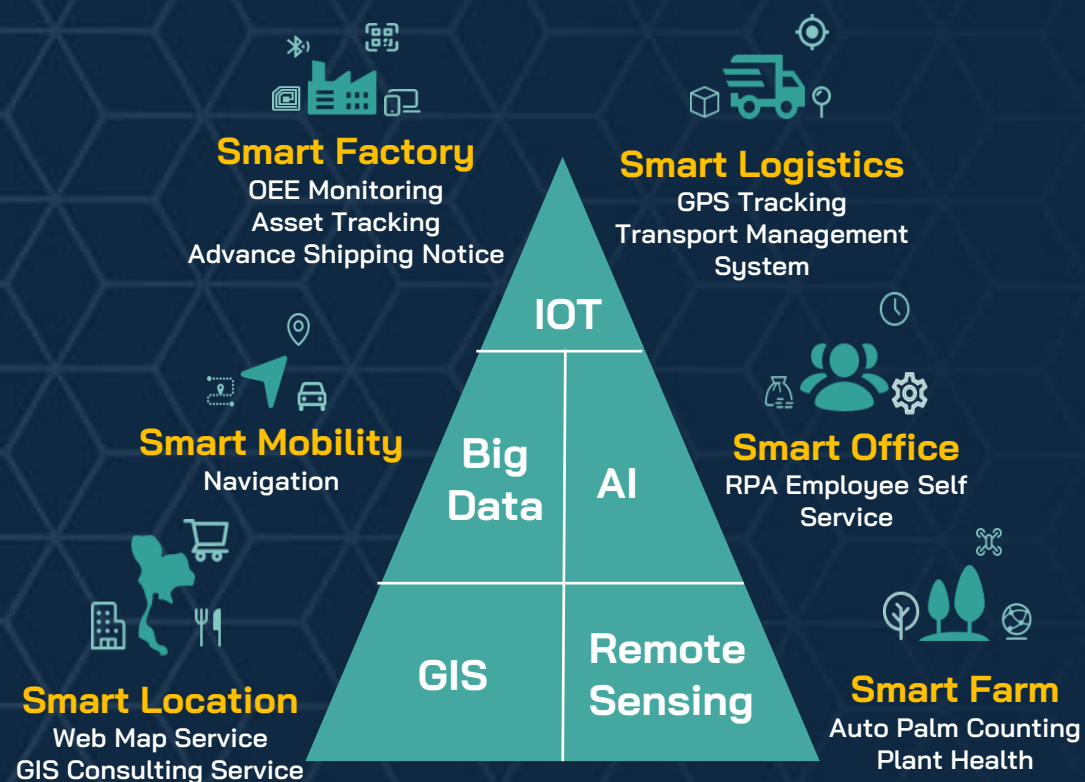 Smart Factory
OEE Monitoring
Asset Tracking
Advance Shipping Notice
Smart Logistics
GPS Tracking
Transport Management
System
IOT
Smart Mobility
Navigation
Big
Data
AI
Smart Office
RPA Employee Self
Service
GIS
Remote
Sensing
Smart Location
Web Map Service
GIS Consulting Service
Smart Farm
Auto Palm Counting
Plant Health